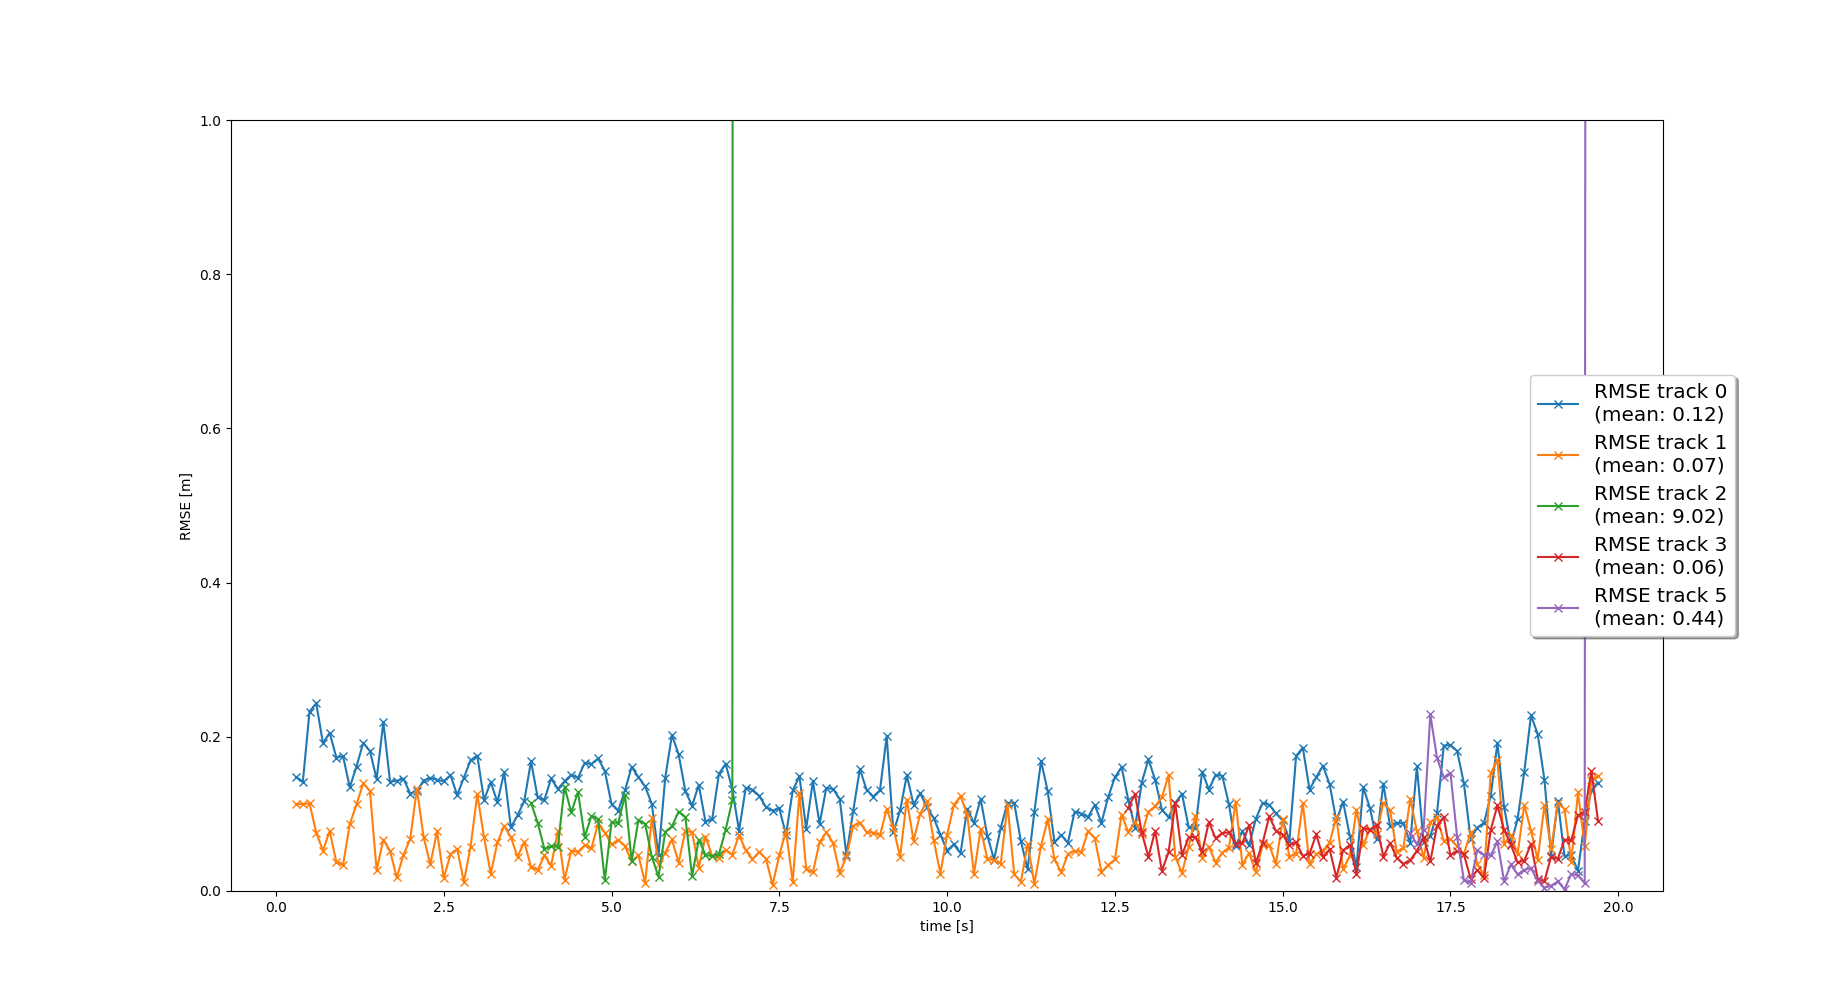 1.0
0.8
0.6
0.4
0.2
0.0
RMSE [m]
0.0 2.5 5.0 7.5 10.0 12.5 15.0 17.5 20.0
time [s]
RMSE track 0
(mean: 0.12)
RMSE track 1
(mean: 0.07)
RMSE track 2
(mean: 9.02)
RMSE track 3
(mean: 0.06)
RMSE track 5
(mean: 0.44)